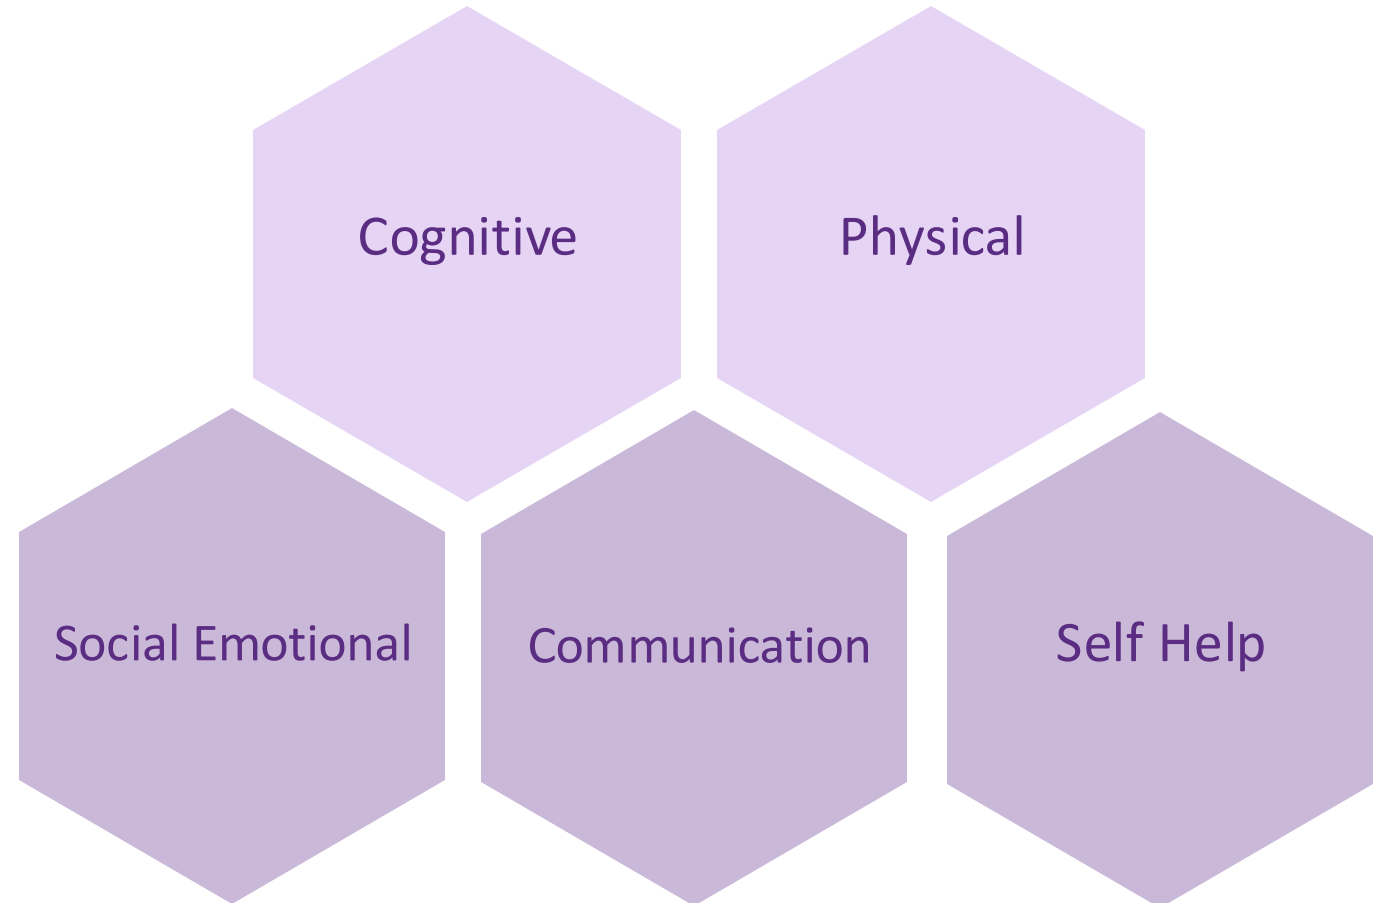 Cognitive
Physical
Social Emotional
Communication
Self Help